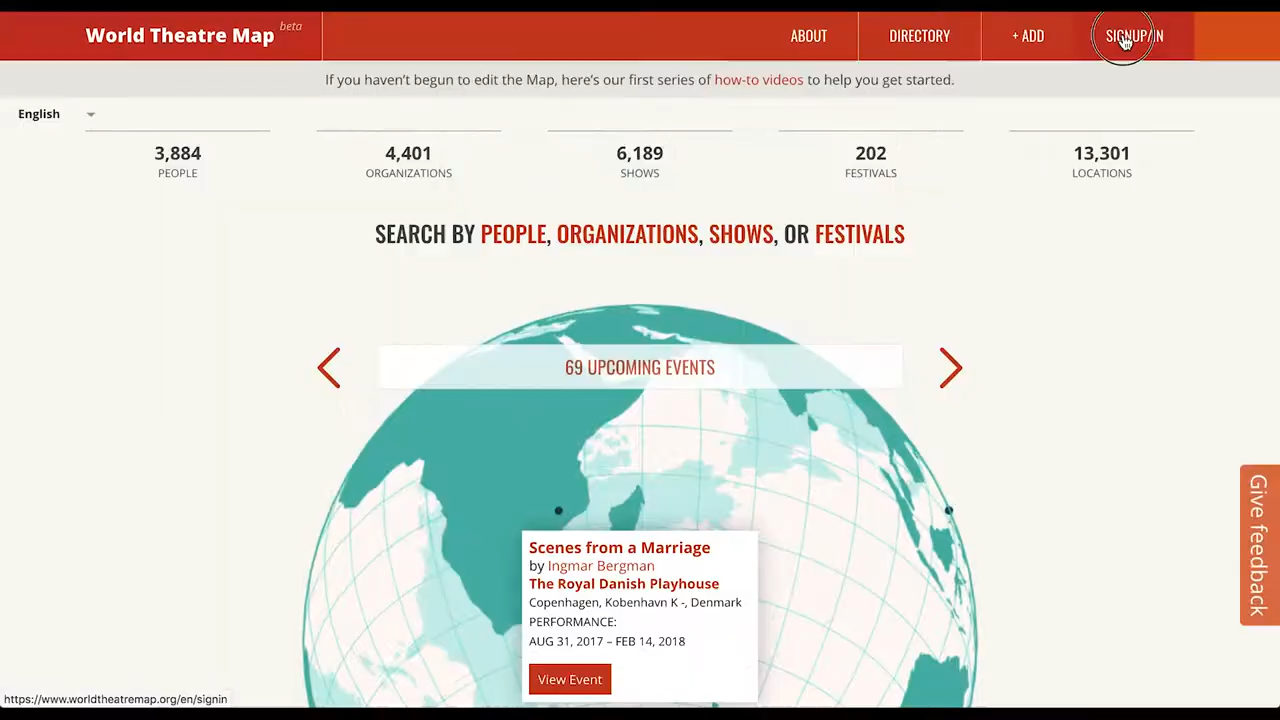 World Theatre Map beta
ABOUT
DIRECTORY
+ ADD
SIGNUP/IN
If you haven't begun to edit the Map, here's our first series of how-to videos to help you get started.
English
3,884
PEOPLE
4,401
ORGANIZATIONS
6,189
SHOWS
202
FESTIVALS
13,301
LOCATIONS
SEARCH BY PEOPLE, ORGANIZATIONS, SHOWS, OR FESTIVALS
69 UPCOMING EVENTS
Scenes from a Marriage
by Ingmar Bergman
The Royal Danish Playhouse
Copenhagen, Kobenhavn K -, Denmark
PERFORMANCE:
AUG 31, 2017 – FEB 14, 2018
View Event
Give feedback
https://www.worldtheatremap.org/en/signin